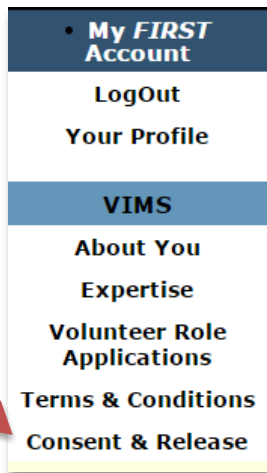 • My FIRST
Account
LogOut
Your Profile
VIMS
About You
Expertise
Volunteer Role
Applications
Terms & Conditions
Consent & Release